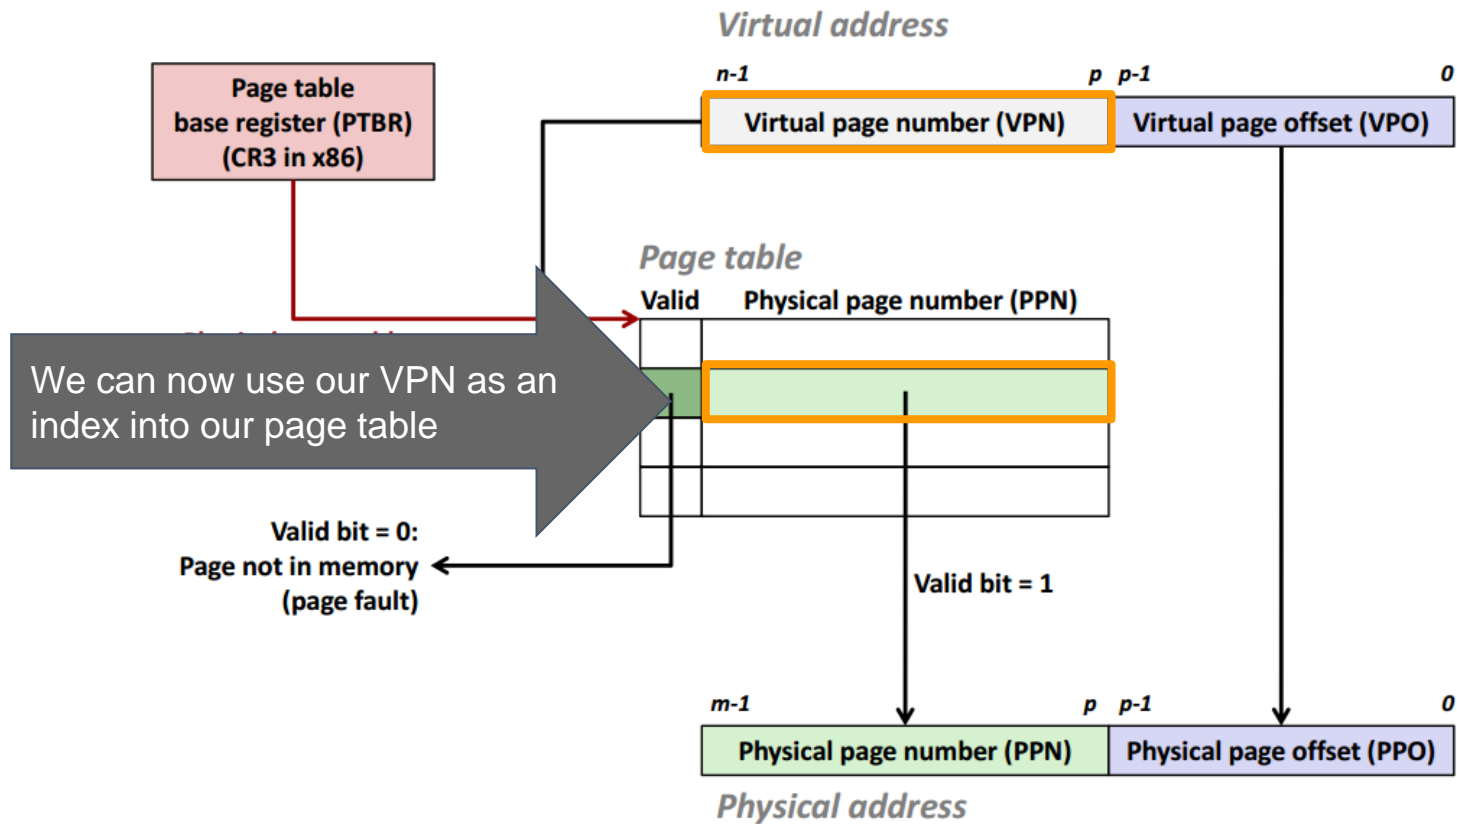 Virtual address
n-1 p p-1 0
Page table
base register (PTBR)
(CR3 in x86)
Virtual page number (VPN) Virtual page offset (VPO)
Page table
Valid Physical page number (PPN)
We can now use our VPN as an
index into our page table
Valid bit = 0:
Page not in memory
(page fault)
Valid bit = 1
m-1 p p-1 0
Physical page number (PPN) Physical page offset (PPO)
Physical address